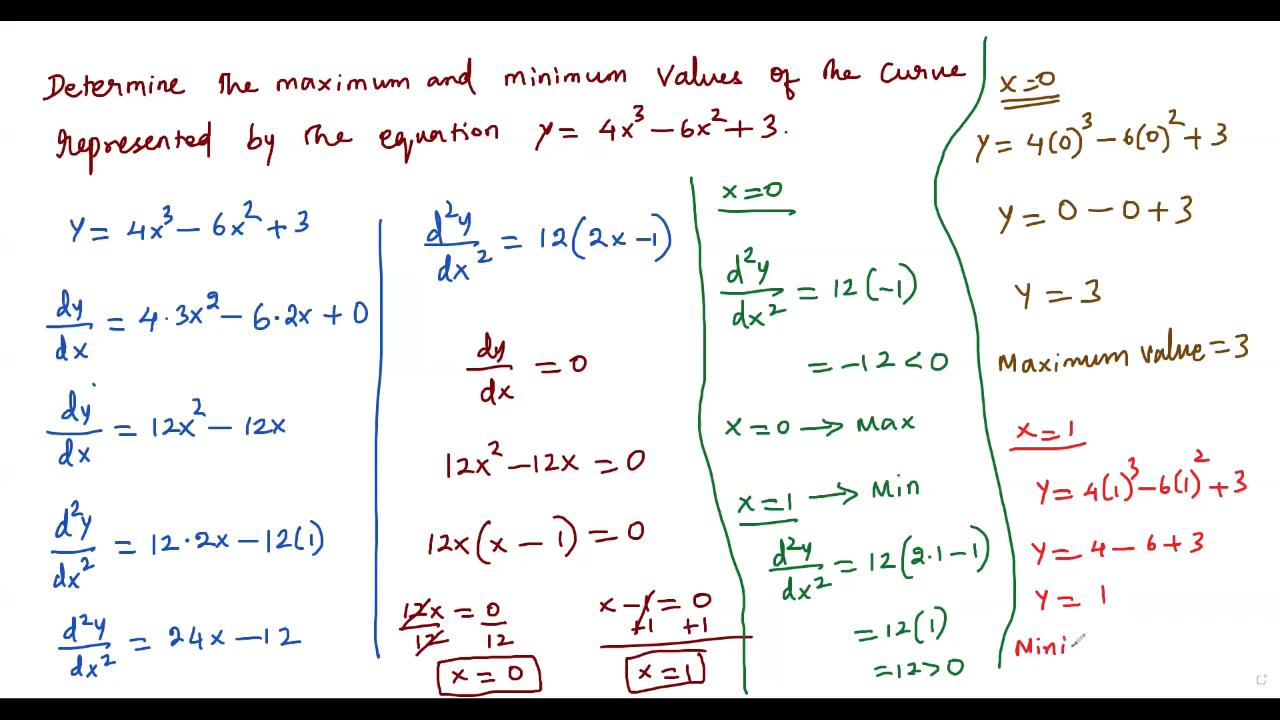 Determine the maximum and minimum values of the curve
represented by the equation y = 4x³ – 6x² + 3.
Y = 4x³ – 6x² + 3
dy/dx = 4·3x² – 6·2x + 0
dy/dx = 12x² – 12x
d²y/dx² = 12·2x – 12(1)
d²y/dx² = 24x – 12
d²y/dx² = 12(2x – 1)
dy/dx = 0
12x² – 12x = 0
12x(x – 1) = 0
12x/12 = 0/12
x = 0
x – 1 = 0
+1 +1
x = 1
x = 0
d²y/dx² = 12(–1)
= –12 < 0
x = 0 → Max
x = 1 → Min
d²y/dx² = 12(2·1 – 1)
= 12(1)
= 12 > 0
x = 0
y = 4(0)³ – 6(0)² + 3
y = 0 – 0 + 3
Y = 3
Maximum value = 3
x = 1
Y = 4(1)³ – 6(1)² + 3
Y = 4 – 6 + 3
Y = 1
Mini